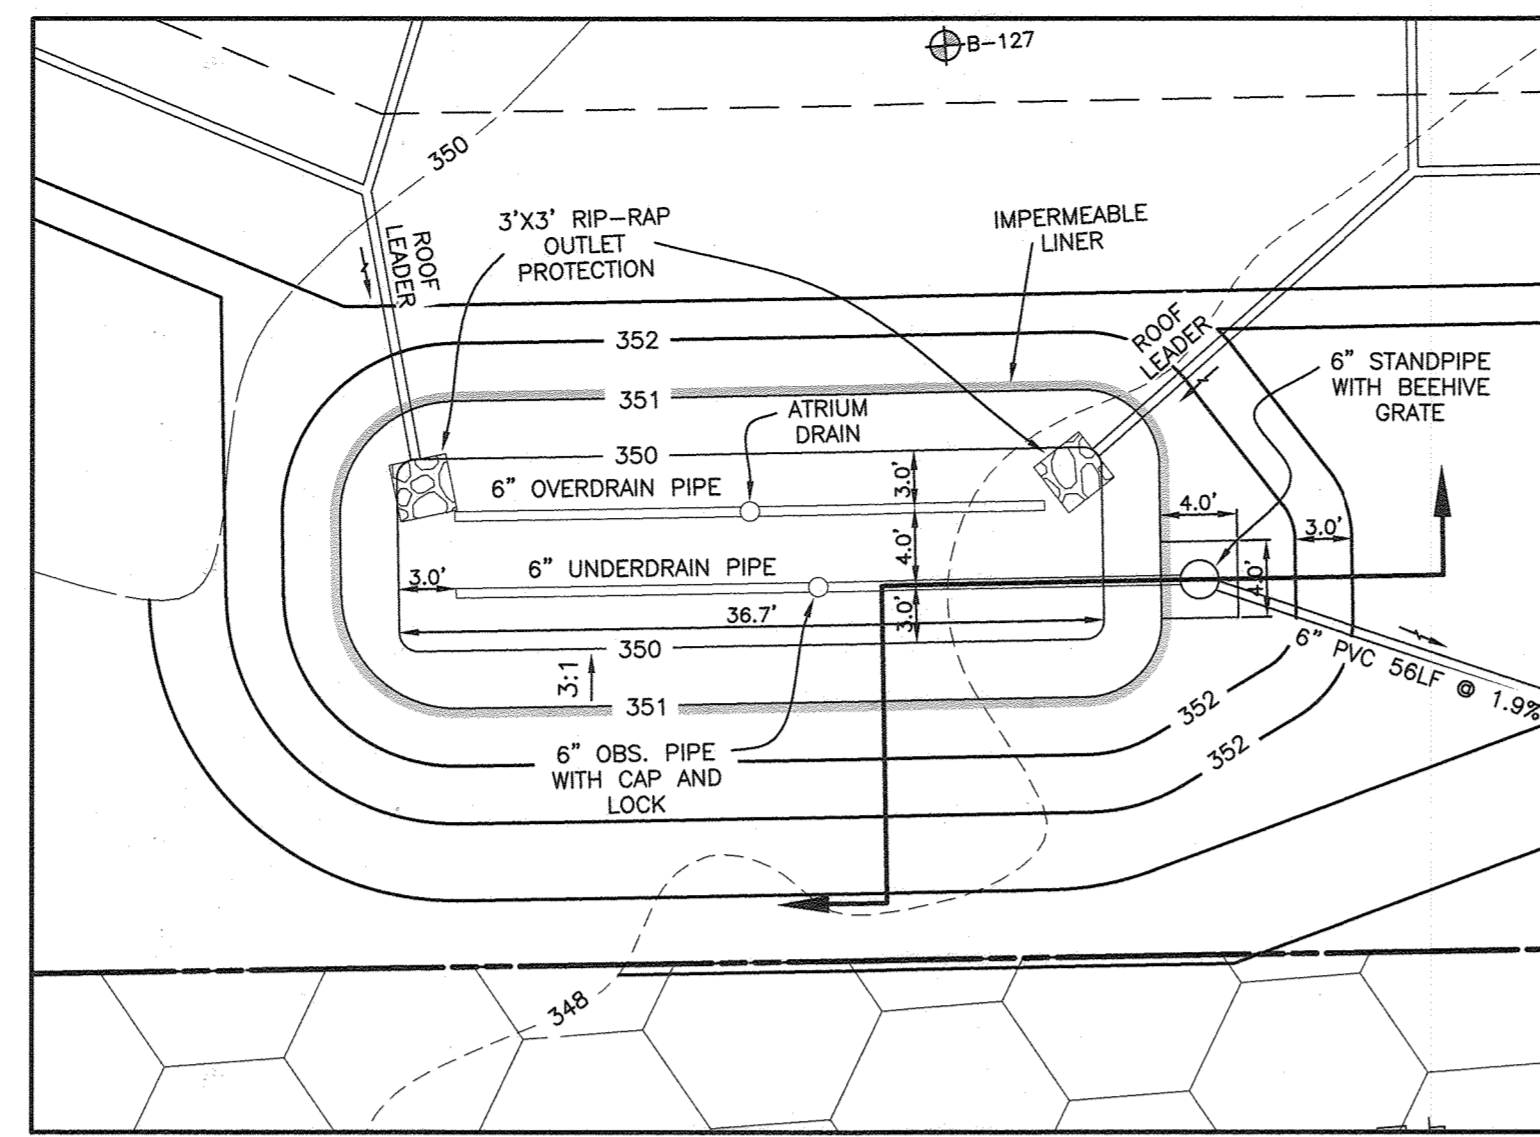 B-127
350
ROOF
LEADER
3'X3' RIP-RAP
OUTLET
PROTECTION
IMPERMEABLE
LINER
ROOF
LEADER
352
6" STANDPIPE
WITH BEEHIVE
GRATE
351
ATRIUM
DRAIN
350
3.0'
6" OVERDRAIN PIPE
4.0'
3.0'
4.0'
6" UNDERDRAIN PIPE
3.0'
4.0'
36.7'
3.0'
350
3:1
6" PVC 56LF @ 1.9%
351
352
352
6" OBS. PIPE
WITH CAP AND
LOCK
348